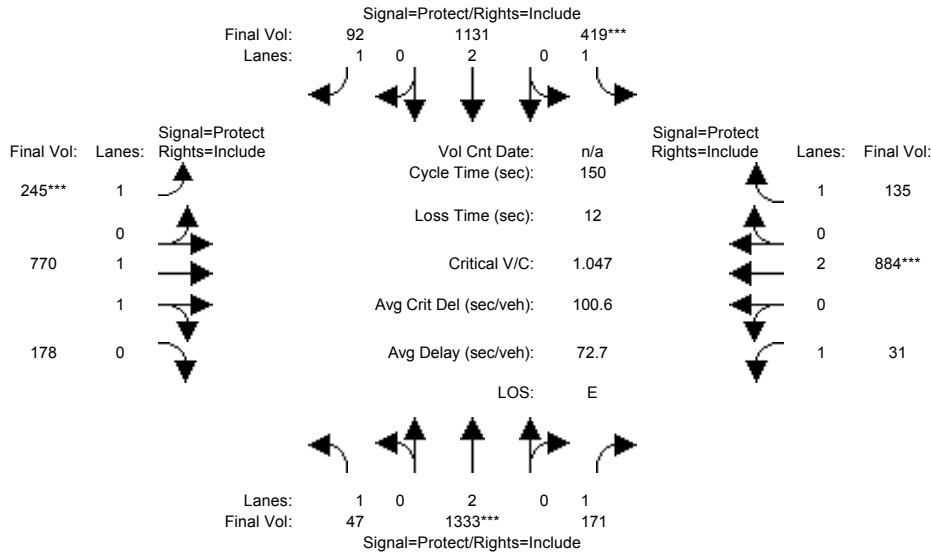 Signal=Protect/Rights=Include
Final Vol: 92 1131 419***
Lanes: 1 0 2 0 1
Signal=Protect Signal=Protect
Final Vol: Lanes: Rights=Include Vol Cnt Date: n/a Rights=Include Lanes: Final Vol:
Cycle Time (sec): 150
245*** 1 1 135
Loss Time (sec): 12
0 0
770 1 Critical V/C: 1.047 2 884***
1 Avg Crit Del (sec/veh): 100.6 0
178 0 Avg Delay (sec/veh): 72.7 1 31
LOS: E
Lanes: 1 0 2 0 1
Final Vol: 47 1333*** 171
Signal=Protect/Rights=Include